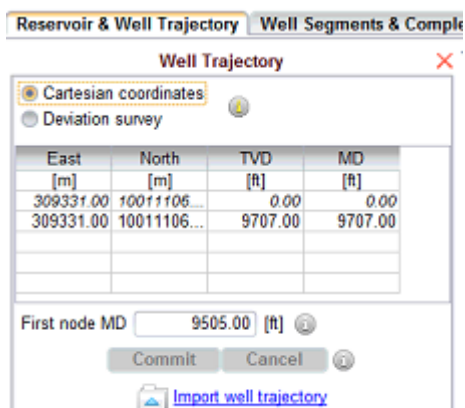 Reservoir & Well Trajectory Well Segments & Comple
Well Trajectory
Cartesian coordinates
Deviation survey
East North TVD MD
[m] [m] [ft] [ft]
309331.00 10011106... 0.00 0.00
309331.00 10011106... 9707.00 9707.00
First node MD 9505.00 [ft]
Commit Cancel
Import well trajectory